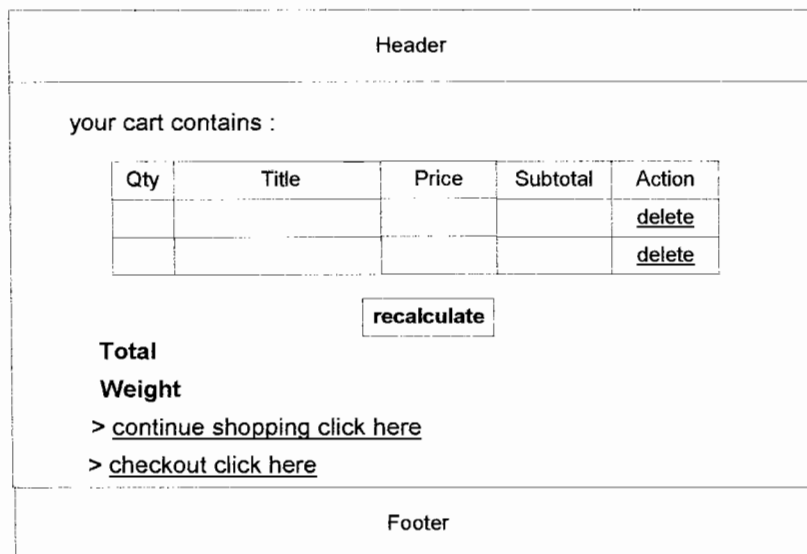 Header
your cart contains :
Qty Title Price Subtotal Action
delete
delete
recalculate
Total
Weight
> continue shopping click here
> checkout click here
Footer